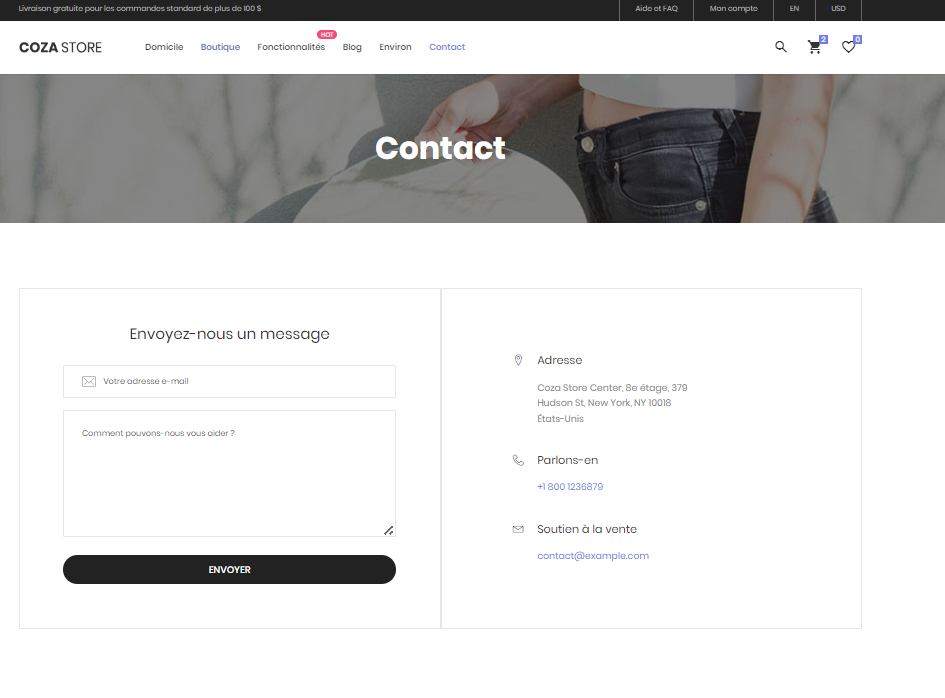 Livraison gratuite pour les commandes standard de plus de 100 $
Aide et FAQ
Mon compte
EN
USD
COZA STORE
Domicile
Boutique
Fonctionnalités
HOT
Blog
Environ
Contact
2
0
Contact
Envoyez-nous un message
Votre adresse e-mail
Comment pouvons-nous vous aider ?
ENVOYER
Adresse
Coza Store Center, 8e étage, 379
Hudson St, New York, NY 10018
États-Unis
Parlons-en
+1 800 1236879
Soutien à la vente
contact@example.com